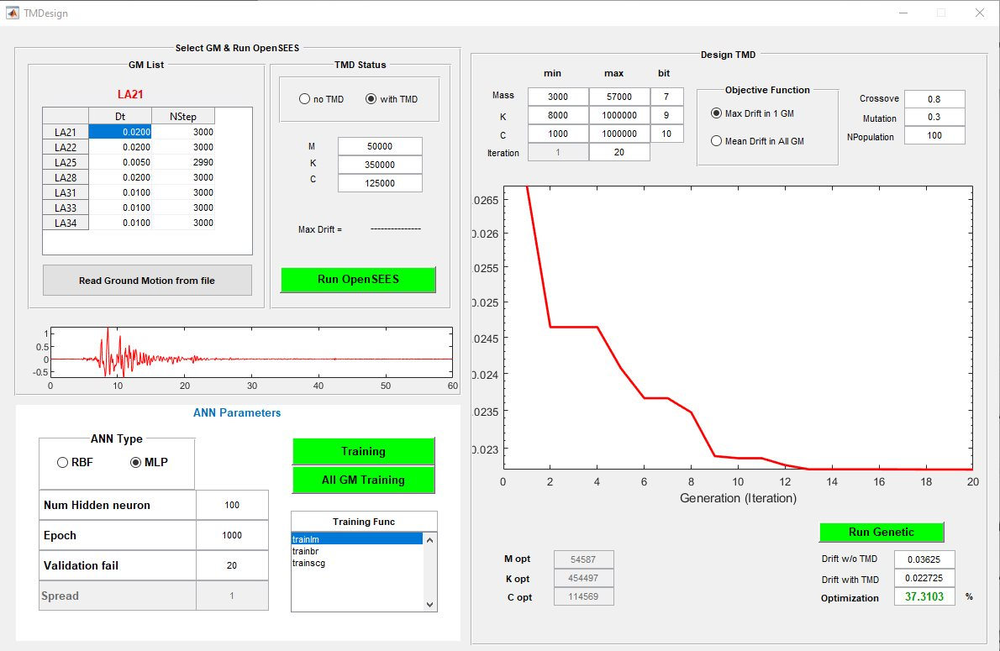 TMDesign
Select GM & Run OpenSEES
GM List
LA21
Dt NStep
LA21 0.0200 3000
LA22 0.0200 3000
LA25 0.0050 2990
LA28 0.0200 3000
LA31 0.0100 3000
LA33 0.0100 3000
LA34 0.0100 3000
Read Ground Motion from file
TMD Status
no TMD with TMD
M 50000
K 350000
C 125000
Max Drift = ---------------
Run OpenSEES
1
0.5
0
-0.5
0 10 20 30 40 50 60
ANN Parameters
ANN Type
RBF MLP
Num Hidden neuron 100
Epoch 1000
Validation fail 20
Spread 1
Training
All GM Training
Training Func
trainlm
trainbr
trainscg
Design TMD
min max bit
Mass 3000 57000 7
K 8000 1000000 9
C 1000 1000000 10
Iteration 1 20
Objective Function
Max Drift in 1 GM
Mean Drift in All GM
Crossove 0.8
Mutation 0.3
NPopulation 100
0.0265
0.026
0.0255
0.025
0.0245
0.024
0.0235
0.023
0 2 4 6 8 10 12 14 16 18 20
Generation (Iteration)
Run Genetic
M opt 54587
K opt 454497
C opt 114569
Drift w/o TMD 0.03625
Drift with TMD 0.022725
Optimization 37.3103 %